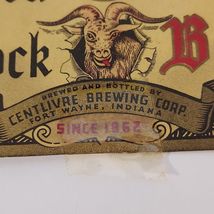 ock B
BREWED AND BOTTLED BY
CENTLIVRE BREWING CORP.
FORT WAYNE, INDIANA
SINCE 1862